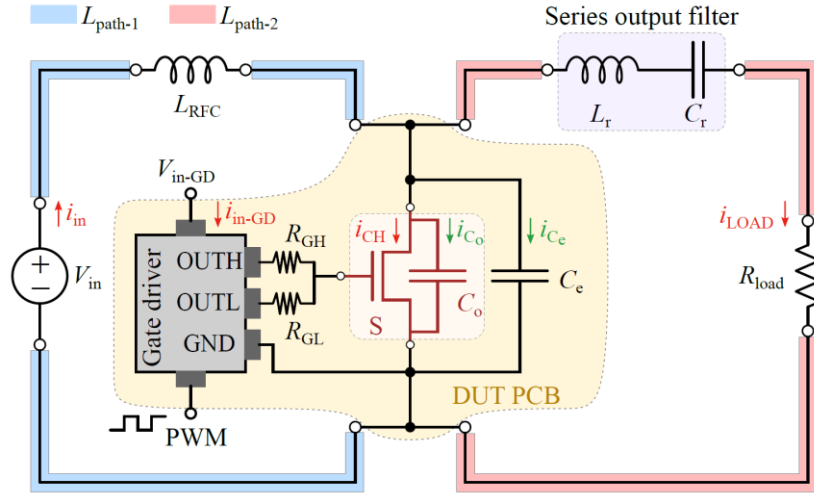 L_path-1 L_path-2
Series output filter
L_RFC
L_r C_r
V_in-GD
i_in
i_in-GD
i_CH i_Co i_Ce
i_LOAD
R_GH
OUTH
+
−
V_in
Gate driver
OUTL
C_o
C_e
R_load
S
R_GL
GND
DUT PCB
PWM